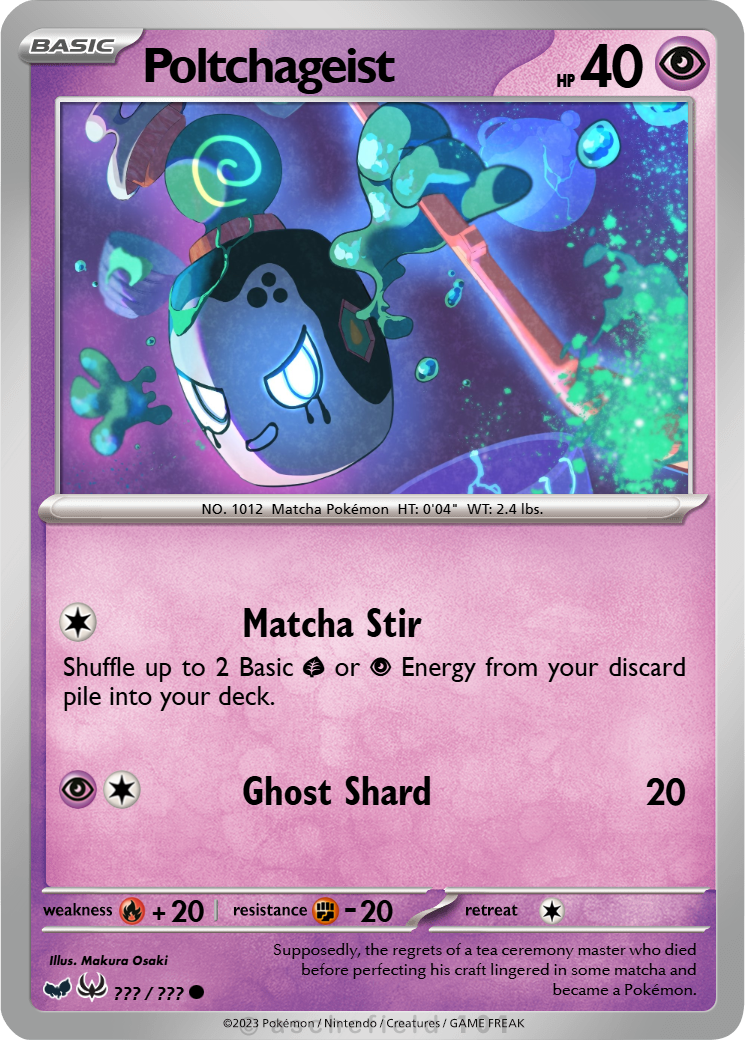 BASIC
Poltchageist
HP 40
NO. 1012 Matcha Pokémon HT: 0'04" WT: 2.4 lbs.
Matcha Stir
Shuffle up to 2 Basic or Energy from your discard
pile into your deck.
Ghost Shard 20
weakness + 20 resistance - 20 retreat
Illus. Makura Osaki
Supposedly, the regrets of a tea ceremony master who died
before perfecting his craft lingered in some matcha and
became a Pokémon.
??? / ???
©2023 Pokémon / Nintendo / Creatures / GAME FREAK